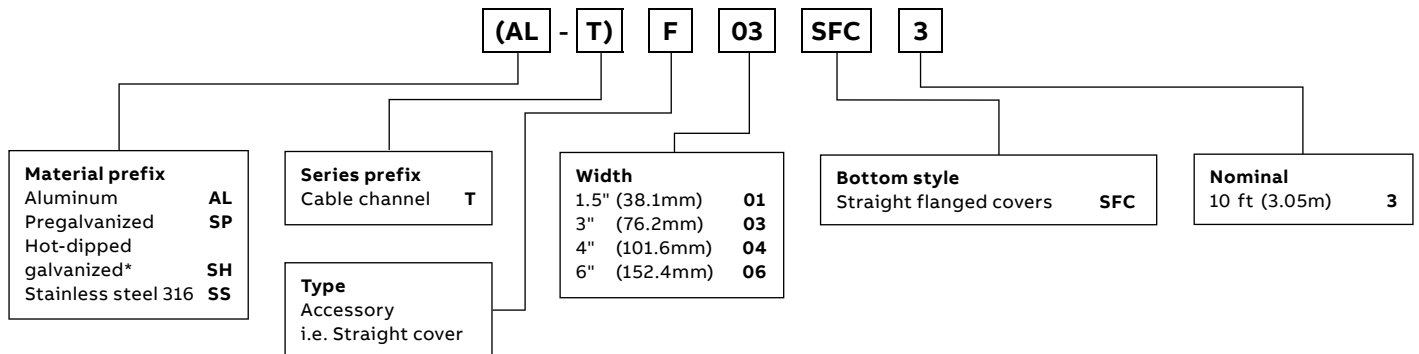 (AL - T) F 03 SFC 3
Material prefix
Aluminum AL
Pregalvanized SP
Hot-dipped
galvanized* SH
Stainless steel 316 SS
Series prefix
Cable channel T
Type
Accessory
i.e. Straight cover
Width
1.5" (38.1mm) 01
3" (76.2mm) 03
4" (101.6mm) 04
6" (152.4mm) 06
Bottom style
Straight flanged covers SFC
Nominal
10 ft (3.05m) 3